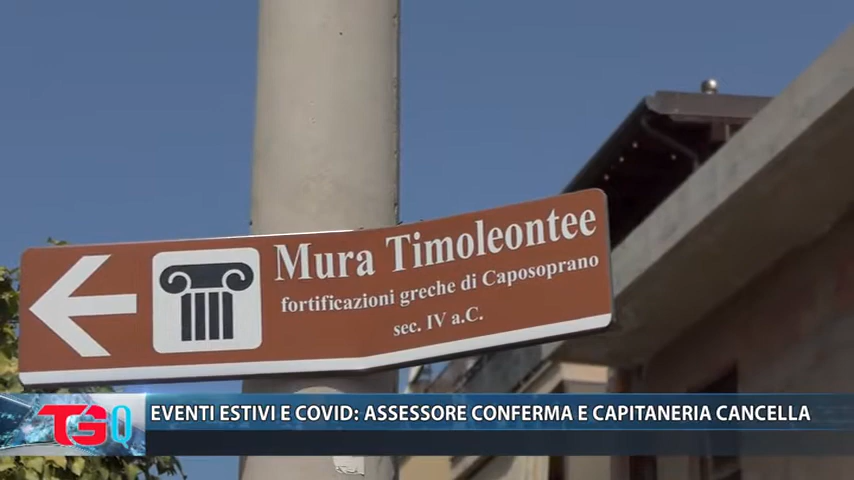 Mura Timoleontee
fortificazioni greche di Caposoprano
sec. IV a.C.
TGQ EVENTI ESTIVI E COVID: ASSESSORE CONFERMA E CAPITANERIA CANCELLA